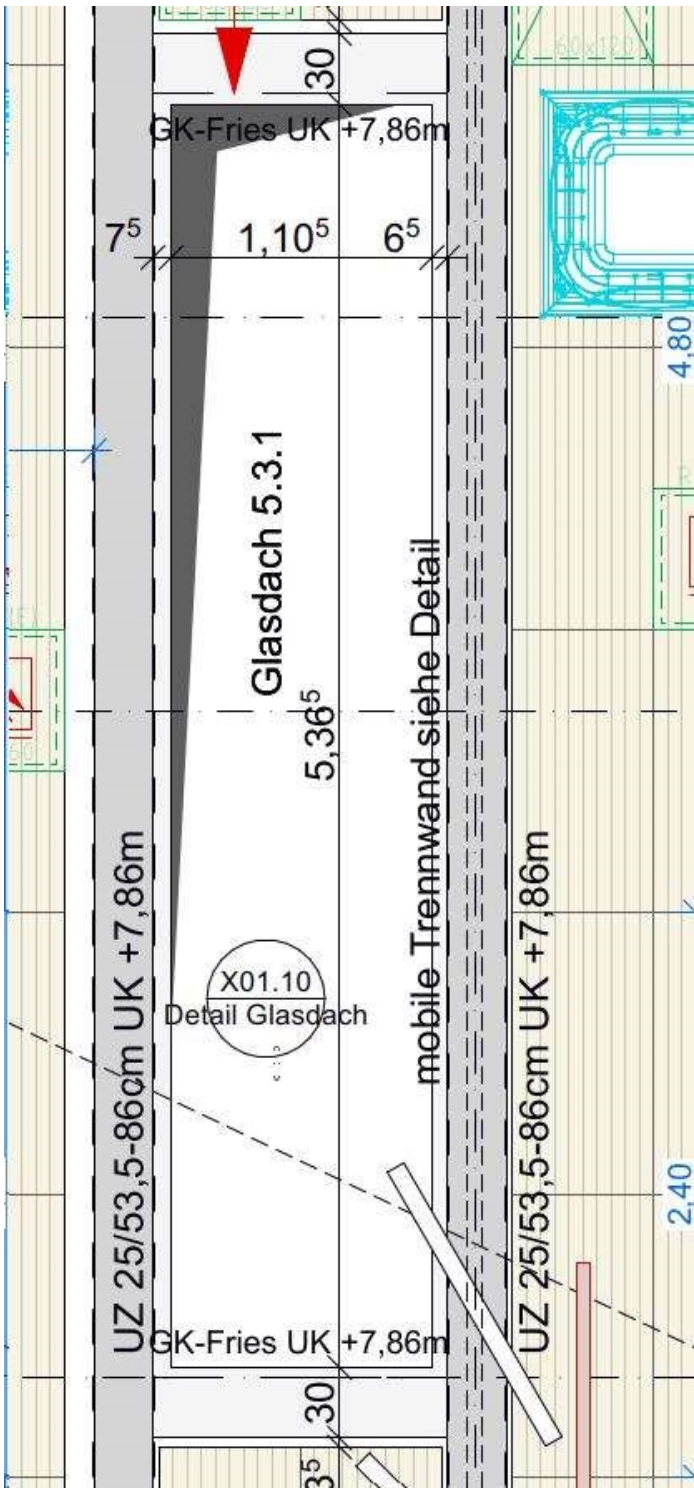 60x120
30
GK-Fries UK +7,86m
7⁵
1,10⁵
6⁵
4,80
Glasdach 5.3.1
5,36⁵
mobile Trennwand siehe Detail
60
UZ 25/53,5-86cm UK +7,86m
UZ 25/53,5-86cm UK +7,86m
X01.10
Detail Glasdach
2,40
GK-Fries UK +7,86m
30